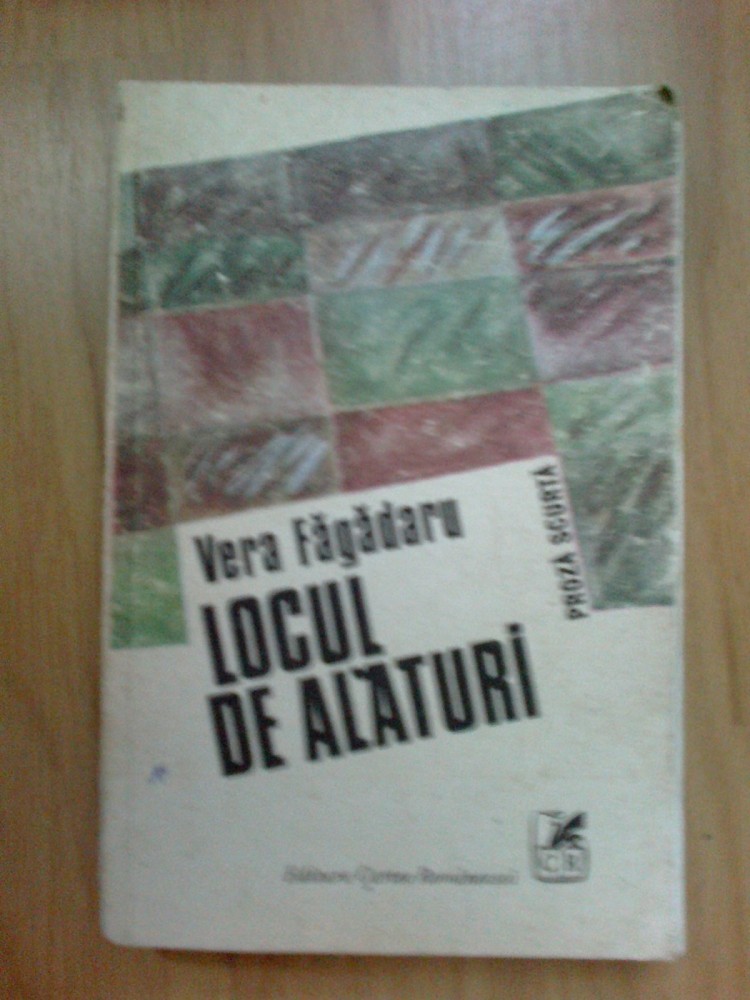 Vera Făgădaru
LOCUL
DE ALĂTURI
PROZĂ SCURTĂ
Editura Cartea Românească
CR